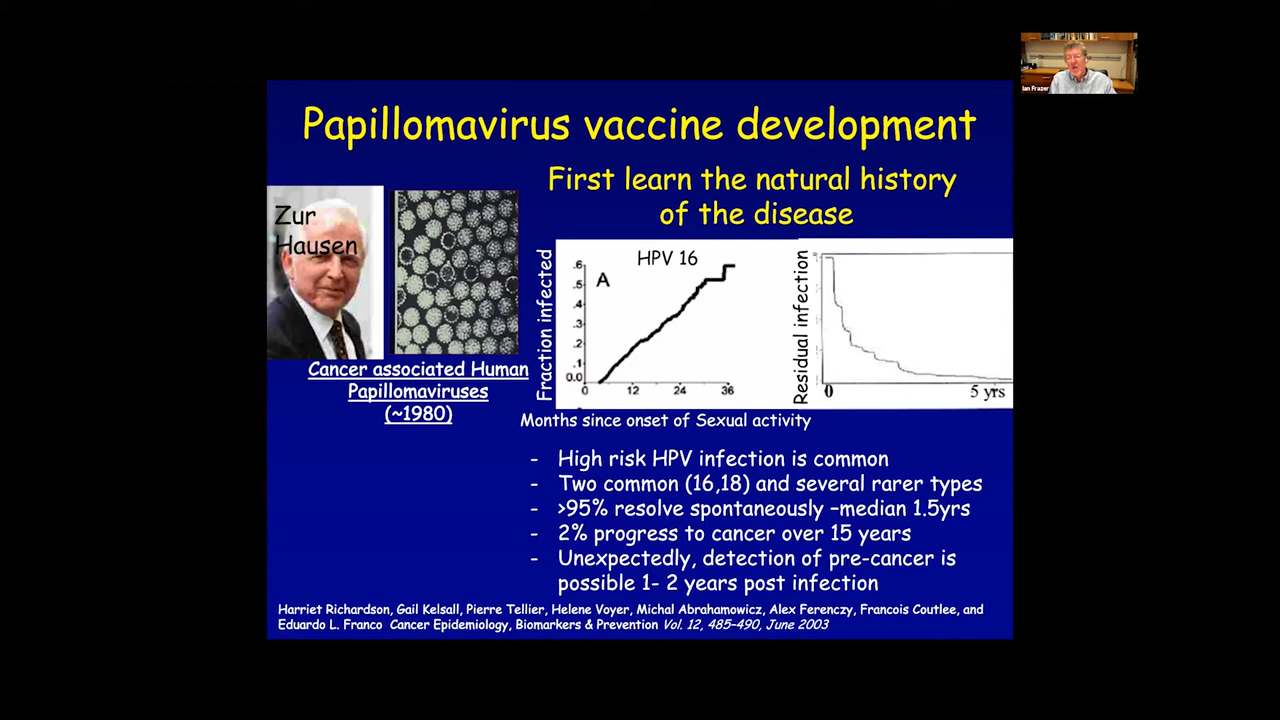 Ian Frazer
Papillomavirus vaccine development
First learn the natural history
of the disease
Zur
Hausen
Cancer associated Human
Papillomaviruses
(~1980)
Fraction infected
HPV 16
A
.6
.5
.4
.3
.2
.1
0.0
0 12 24 36
Months since onset of Sexual activity
Residual infection
0 5 yrs
- High risk HPV infection is common
- Two common (16,18) and several rarer types
- >95% resolve spontaneously –median 1.5yrs
- 2% progress to cancer over 15 years
- Unexpectedly, detection of pre-cancer is
possible 1- 2 years post infection
Harriet Richardson, Gail Kelsall, Pierre Tellier, Helene Voyer, Michal Abrahamowicz, Alex Ferenczy, Francois Coutlee, and
Eduardo L. Franco Cancer Epidemiology, Biomarkers & Prevention Vol. 12, 485–490, June 2003